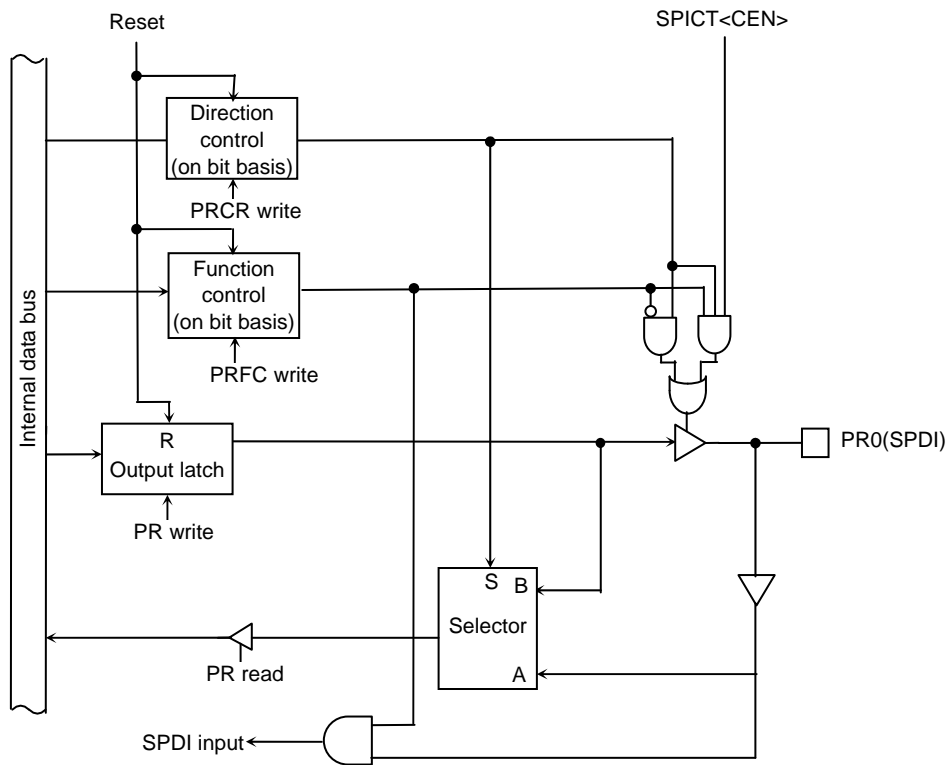 Reset
SPICT<CEN>
Direction
control
(on bit basis)
PRCR write
Function
control
(on bit basis)
PRFC write
Internal data bus
R
Output latch
PR write
PR0(SPDI)
S
B
Selector
A
PR read
SPDI input